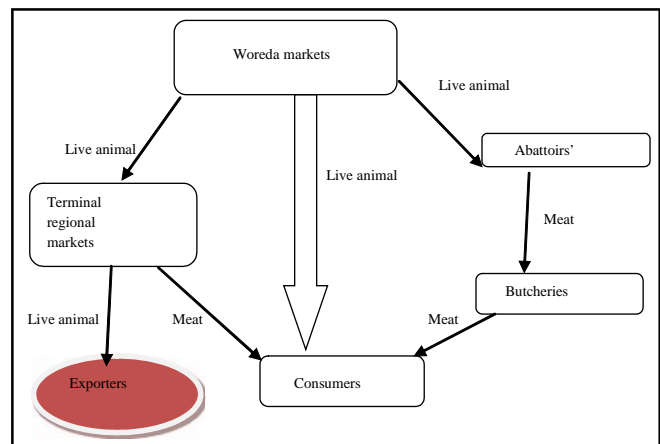 Woreda markets
Live animal
Live animal
Abattoirs'
Live animal
Terminal
regional
markets
Meat
Butcheries
Live animal
Meat
Meat
Exporters
Consumers